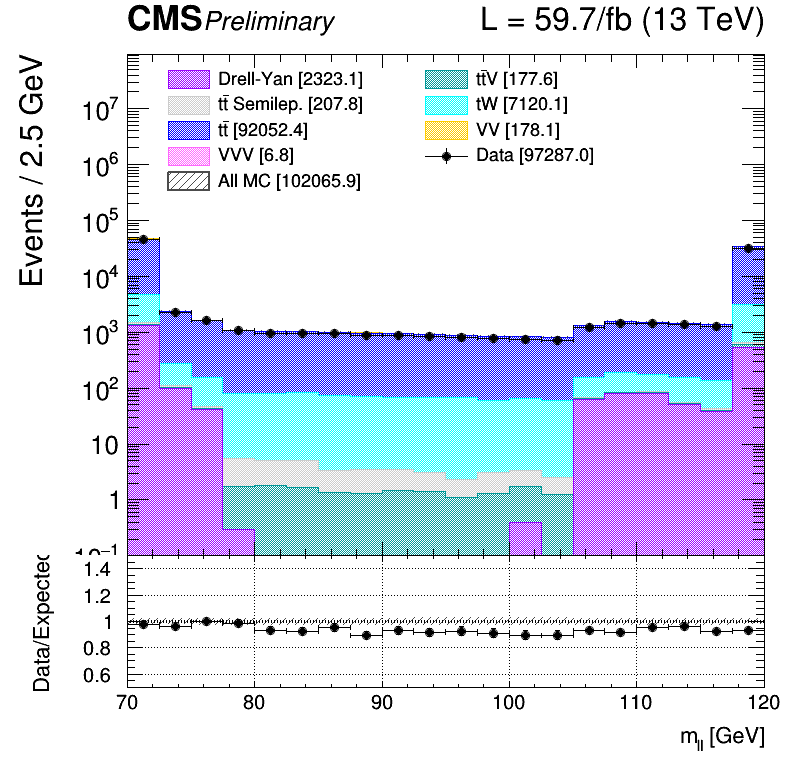 CMS Preliminary L = 59.7/fb (13 TeV)
Events / 2.5 GeV
Drell-Yan [2323.1]
tt̄ Semilep. [207.8]
tt̄ [92052.4]
VVV [6.8]
All MC [102065.9]
tt̄V [177.6]
tW [7120.1]
VV [178.1]
Data [97287.0]
10⁷
10⁶
10⁵
10⁴
10³
10²
10
1
Data/Expected
1.4
1.2
1
0.8
0.6
70 80 90 100 110 120
m_ll [GeV]